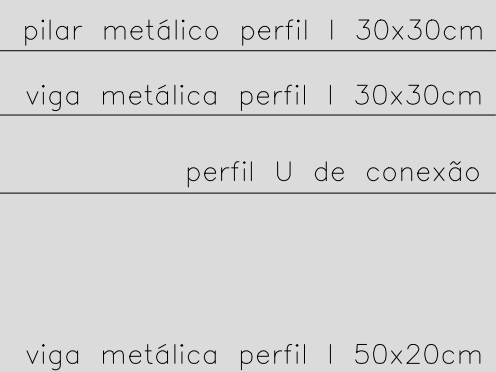 pilar metálico perfil I 30x30cm
viga metálica perfil I 30x30cm
perfil U de conexão
viga metálica perfil I 50x20cm